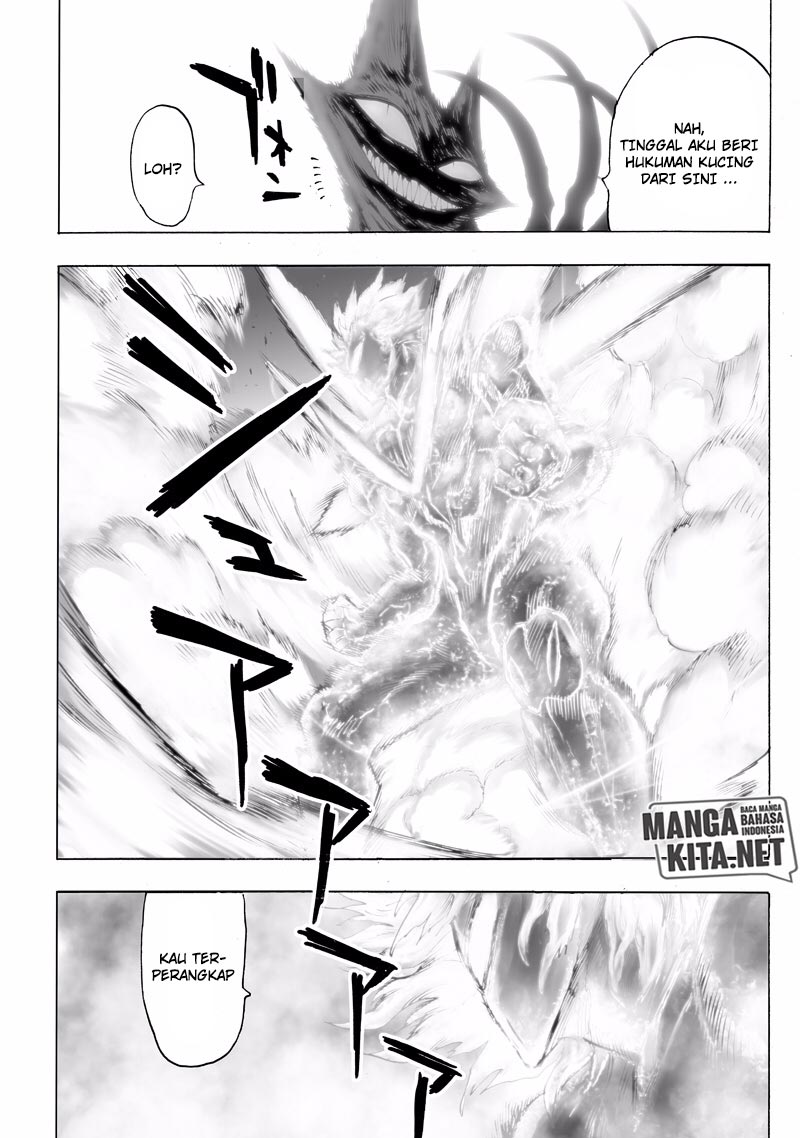 NAH,
TINGGAL AKU BERI
HUKUMAN KUCING
DARI SINI ...
LOH?
ズメン
シュアアアア
MANGA
BACA MANGA
BAHASA
INDONESIA
KITA.NET
KAU TER-
PERANGKAP